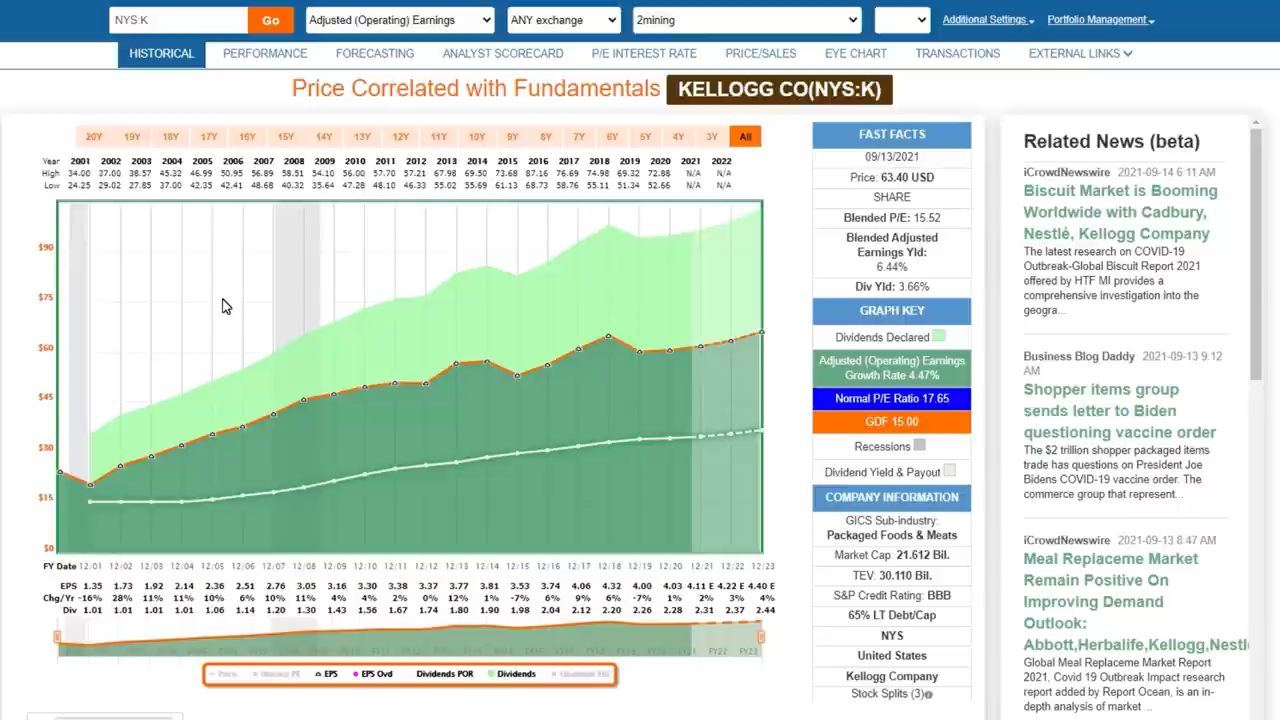 NYS:K Go Adjusted (Operating) Earnings ANY exchange 2mining Additional Settings Portfolio Management
HISTORICAL PERFORMANCE FORECASTING ANALYST SCORECARD P/E INTEREST RATE PRICE/SALES EYE CHART TRANSACTIONS EXTERNAL LINKS
Price Correlated with Fundamentals KELLOGG CO(NYS:K)
20Y 19Y 18Y 17Y 16Y 15Y 14Y 13Y 12Y 11Y 10Y 9Y 8Y 7Y 6Y 5Y 4Y 3Y All
Year 2001 2002 2003 2004 2005 2006 2007 2008 2009 2010 2011 2012 2013 2014 2015 2016 2017 2018 2019 2020 2021 2022
High 34.00 37.00 38.57 45.32 46.99 50.95 56.89 58.51 54.10 56.00 57.70 57.21 67.98 69.50 73.68 87.16 76.69 74.98 69.32 72.88 N/A N/A
Low 24.25 29.02 27.85 37.00 42.35 42.41 48.68 40.32 35.64 47.28 48.10 46.33 55.02 55.69 61.13 68.73 58.76 55.11 51.34 52.66 N/A N/A
$90
$75
$60
$45
$30
$15
$0
FY Date 12/01 12/02 12/03 12/04 12/05 12/06 12/07 12/08 12/09 12/10 12/11 12/12 12/13 12/14 12/15 12/16 12/17 12/18 12/19 12/20 12/21 12/22 12/23
EPS 1.35 1.73 1.92 2.14 2.36 2.51 2.76 3.05 3.16 3.30 3.38 3.37 3.77 3.81 3.53 3.74 4.06 4.32 4.00 4.03 4.11 E 4.22 E 4.40 E
Chg/Yr -16% 28% 11% 11% 10% 6% 10% 11% 4% 4% 2% 0% 12% 1% -7% 6% 9% 6% -7% 1% 2% 3% 4%
Div 1.01 1.01 1.01 1.01 1.06 1.14 1.20 1.30 1.43 1.56 1.67 1.74 1.80 1.90 1.98 2.04 2.12 2.20 2.26 2.28 2.31 2.37 2.44
FY22 FY23
EPS EPS Ovd Dividends POR Dividends
FAST FACTS
09/13/2021
Price: 63.40 USD
SHARE
Blended P/E: 15.52
Blended Adjusted
Earnings Yld:
6.44%
Div Yld: 3.66%
GRAPH KEY
Dividends Declared
Adjusted (Operating) Earnings
Growth Rate 4.47%
Normal P/E Ratio 17.65
GDF 15.00
Recessions
Dividend Yield & Payout
COMPANY INFORMATION
GICS Sub-industry:
Packaged Foods & Meats
Market Cap: 21.612 Bil.
TEV: 30.110 Bil.
S&P Credit Rating: BBB
65% LT Debt/Cap
NYS
United States
Kellogg Company
Stock Splits (3)
Related News (beta)
iCrowdNewswire 2021-09-14 6:11 AM
Biscuit Market is Booming
Worldwide with Cadbury,
Nestlé, Kellogg Company
The latest research on COVID-19
Outbreak-Global Biscuit Report 2021
offered by HTF MI provides a
comprehensive investigation into the
geogra...
Business Blog Daddy 2021-09-13 9:12
AM
Shopper items group
sends letter to Biden
questioning vaccine order
The $2 trillion shopper packaged items
trade has questions on President Joe
Bidens COVID-19 vaccine order. The
commerce group that represent...
iCrowdNewswire 2021-09-13 8:47 AM
Meal Replaceme Market
Remain Positive On
Improving Demand
Outlook:
Abbott,Herbalife,Kellogg,Nestle
Global Meal Replaceme Market Report
2021, Covid 19 Outbreak Impact research
report added by Report Ocean, is an in-
depth analysis of market ...